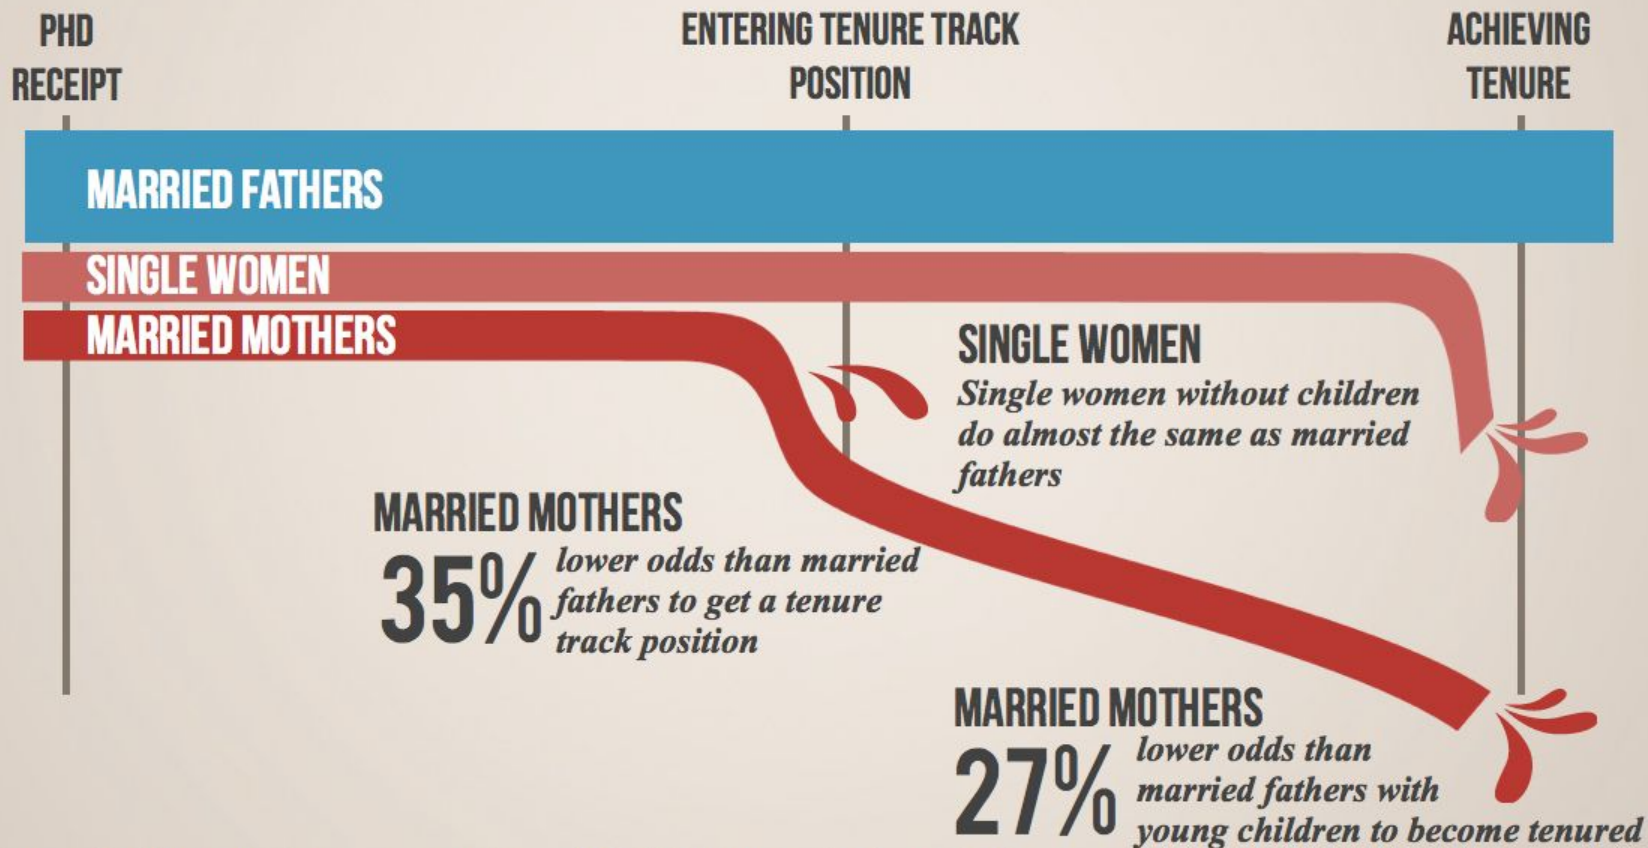 PHD
RECEIPT
ENTERING TENURE TRACK
POSITION
ACHIEVING
TENURE
MARRIED FATHERS
SINGLE WOMEN
MARRIED MOTHERS
SINGLE WOMEN
Single women without children
do almost the same as married
fathers
MARRIED MOTHERS
35%
lower odds than married
fathers to get a tenure
track position
MARRIED MOTHERS
27%
lower odds than
married fathers with
young children to become tenured